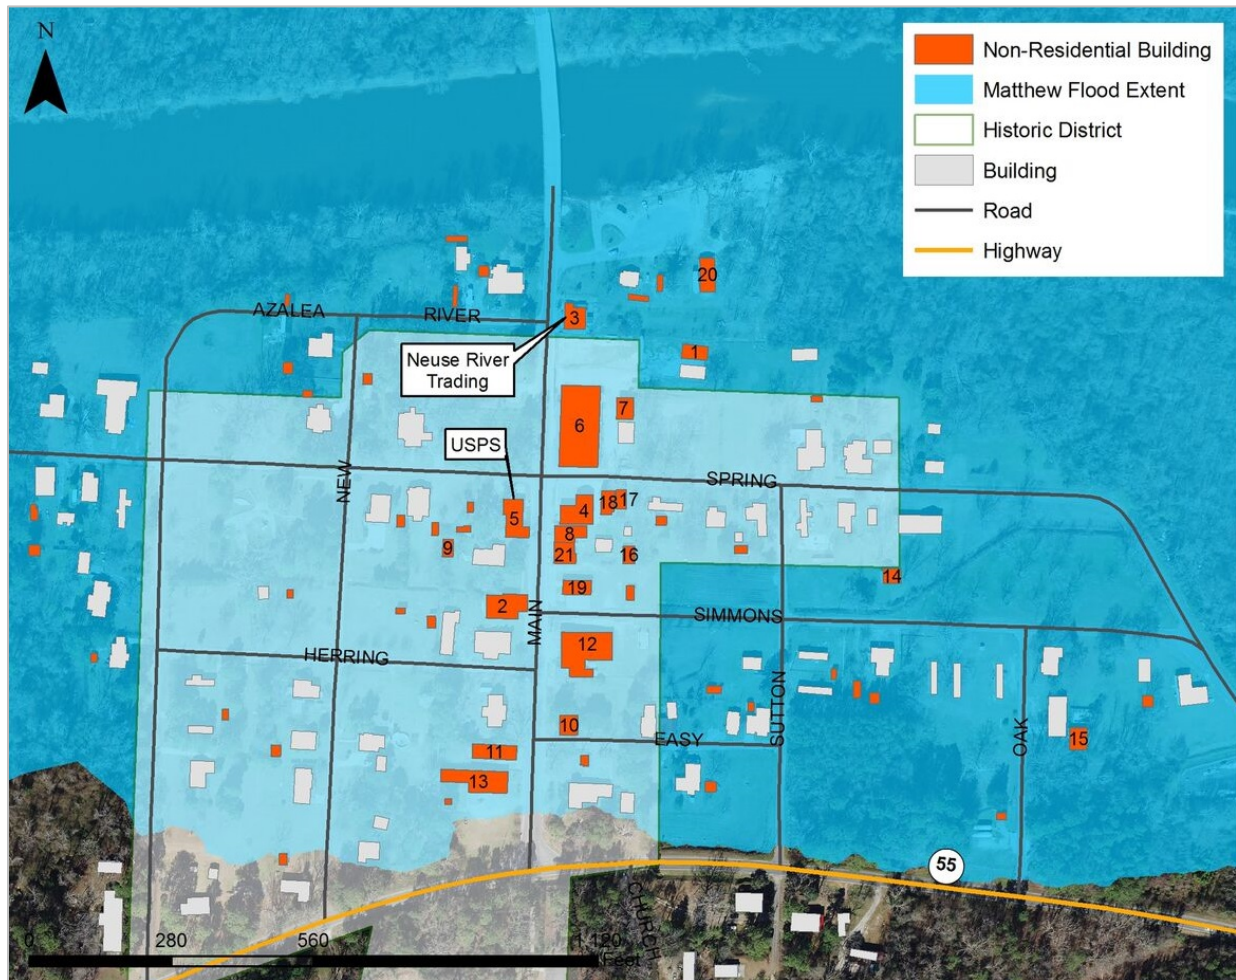 N
Non-Residential Building
Matthew Flood Extent
Historic District
Building
Road
Highway
20
AZALEA
RIVER
3
Neuse River
Trading
1
7
6
USPS
NEW
SPRING
18
17
4
5
8
9
21
16
19
14
2
MAIN
SIMMONS
12
HERRING
SUTTON
10
EASY
OAK
15
11
13
55
CHURCH
0
280
560
1,120
Feet